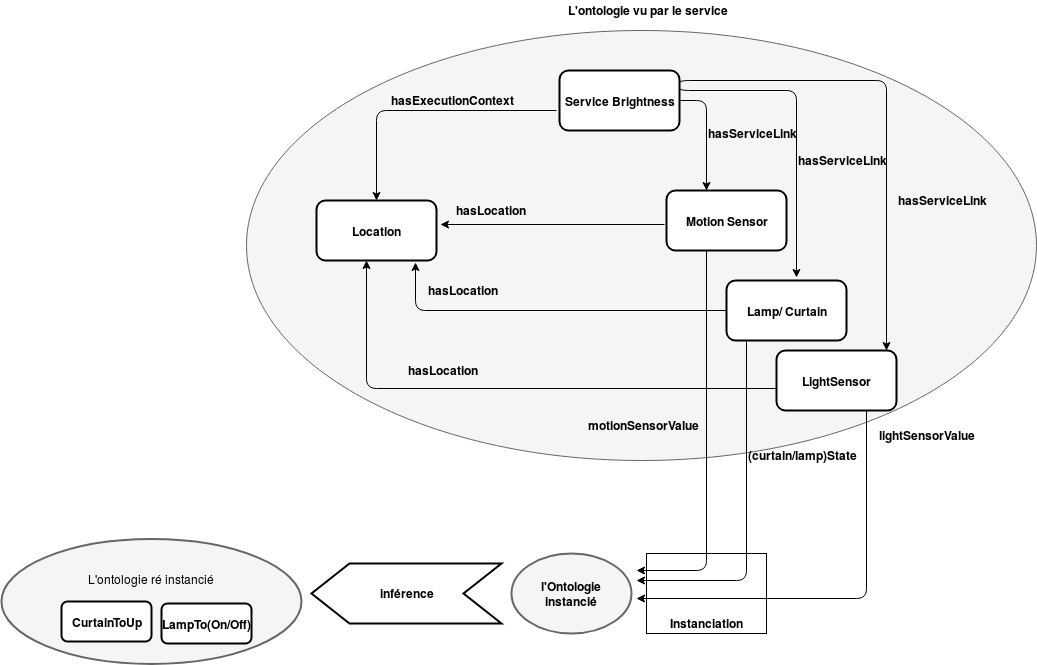 L'ontologie vu par le service
Service Brightness
hasExecutionContext
hasServiceLink
hasServiceLink
hasServiceLink
hasLocation
Motion Sensor
Location
hasLocation
Lamp/ Curtain
hasLocation
LightSensor
motionSensorValue
lightSensorValue
(curtain/lamp)State
L'ontologie ré instancié
CurtainToUp
LampTo(On/Off)
inférence
l'Ontologie
instancié
Instanciation